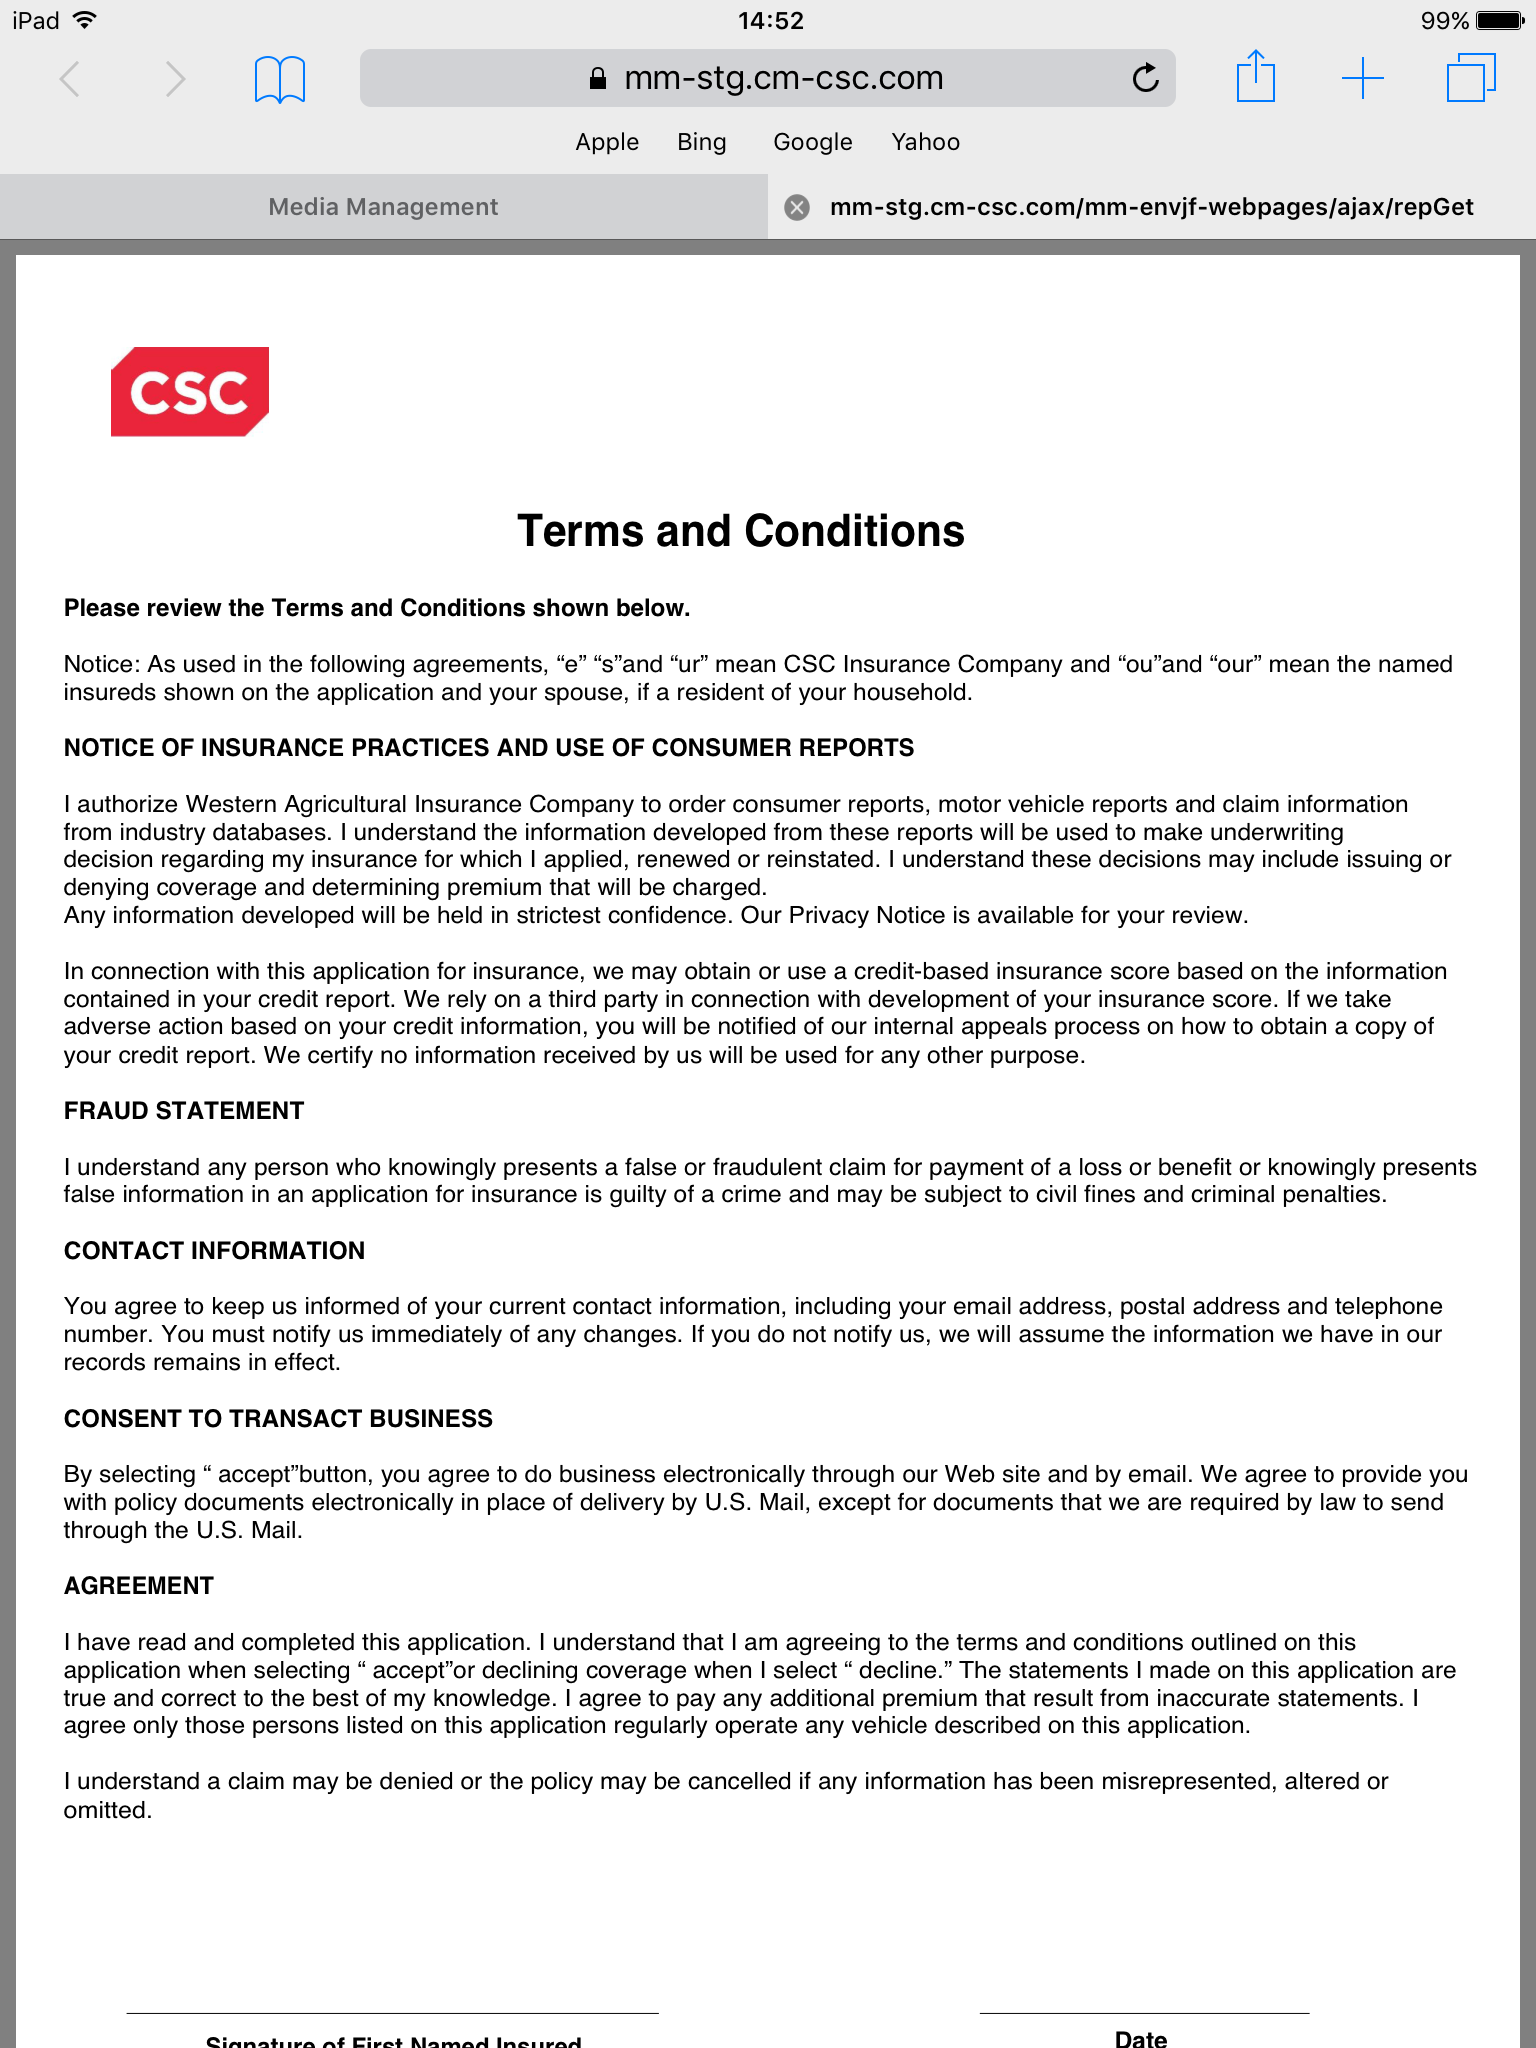 iPad 14:52 99%
mm-stg.cm-csc.com
Apple Bing Google Yahoo
Media Management mm-stg.cm-csc.com/mm-envjf-webpages/ajax/repGet
CSC
Terms and Conditions
Please review the Terms and Conditions shown below.
Notice: As used in the following agreements, “e” “s”and “ur” mean CSC Insurance Company and “ou”and “our” mean the named
insureds shown on the application and your spouse, if a resident of your household.
NOTICE OF INSURANCE PRACTICES AND USE OF CONSUMER REPORTS
I authorize Western Agricultural Insurance Company to order consumer reports, motor vehicle reports and claim information
from industry databases. I understand the information developed from these reports will be used to make underwriting
decision regarding my insurance for which I applied, renewed or reinstated. I understand these decisions may include issuing or
denying coverage and determining premium that will be charged.
Any information developed will be held in strictest confidence. Our Privacy Notice is available for your review.
In connection with this application for insurance, we may obtain or use a credit-based insurance score based on the information
contained in your credit report. We rely on a third party in connection with development of your insurance score. If we take
adverse action based on your credit information, you will be notified of our internal appeals process on how to obtain a copy of
your credit report. We certify no information received by us will be used for any other purpose.
FRAUD STATEMENT
I understand any person who knowingly presents a false or fraudulent claim for payment of a loss or benefit or knowingly presents
false information in an application for insurance is guilty of a crime and may be subject to civil fines and criminal penalties.
CONTACT INFORMATION
You agree to keep us informed of your current contact information, including your email address, postal address and telephone
number. You must notify us immediately of any changes. If you do not notify us, we will assume the information we have in our
records remains in effect.
CONSENT TO TRANSACT BUSINESS
By selecting “ accept”button, you agree to do business electronically through our Web site and by email. We agree to provide you
with policy documents electronically in place of delivery by U.S. Mail, except for documents that we are required by law to send
through the U.S. Mail.
AGREEMENT
I have read and completed this application. I understand that I am agreeing to the terms and conditions outlined on this
application when selecting “ accept”or declining coverage when I select “ decline.” The statements I made on this application are
true and correct to the best of my knowledge. I agree to pay any additional premium that result from inaccurate statements. I
agree only those persons listed on this application regularly operate any vehicle described on this application.
I understand a claim may be denied or the policy may be cancelled if any information has been misrepresented, altered or
omitted.
Signature of First Named Insured Date